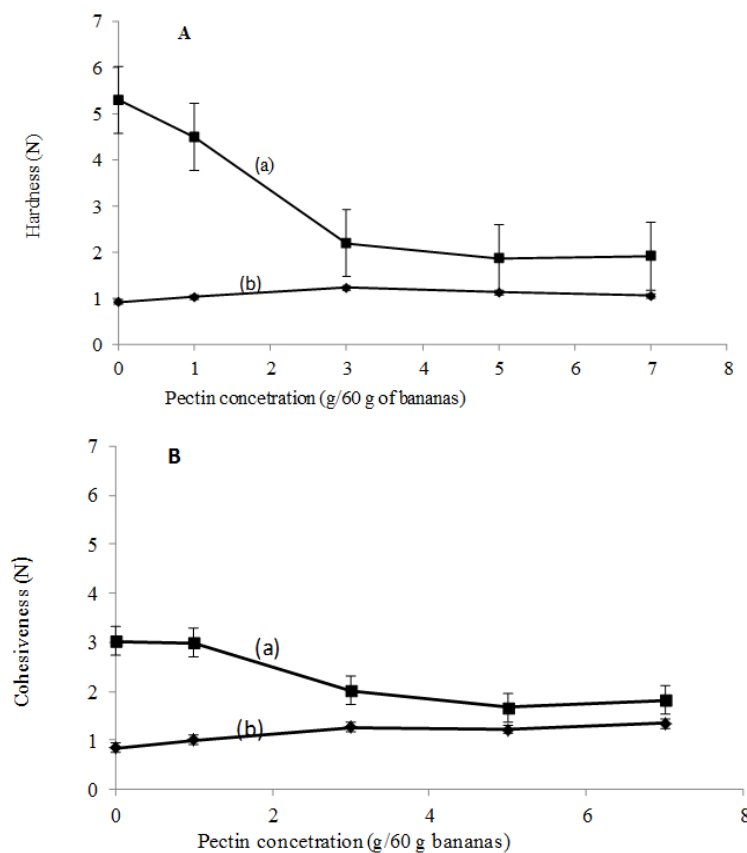 A
7
6
5
4
3
2
1
0
Hardness (N)
(a)
(b)
0 1 2 3 4 5 6 7 8
Pectin concetration (g/60 g of bananas)
B
7
6
5
4
3
2
1
0
Cohesiveness (N)
(a)
(b)
0 2 4 6 8
Pectin concetration (g/60 g bananas)